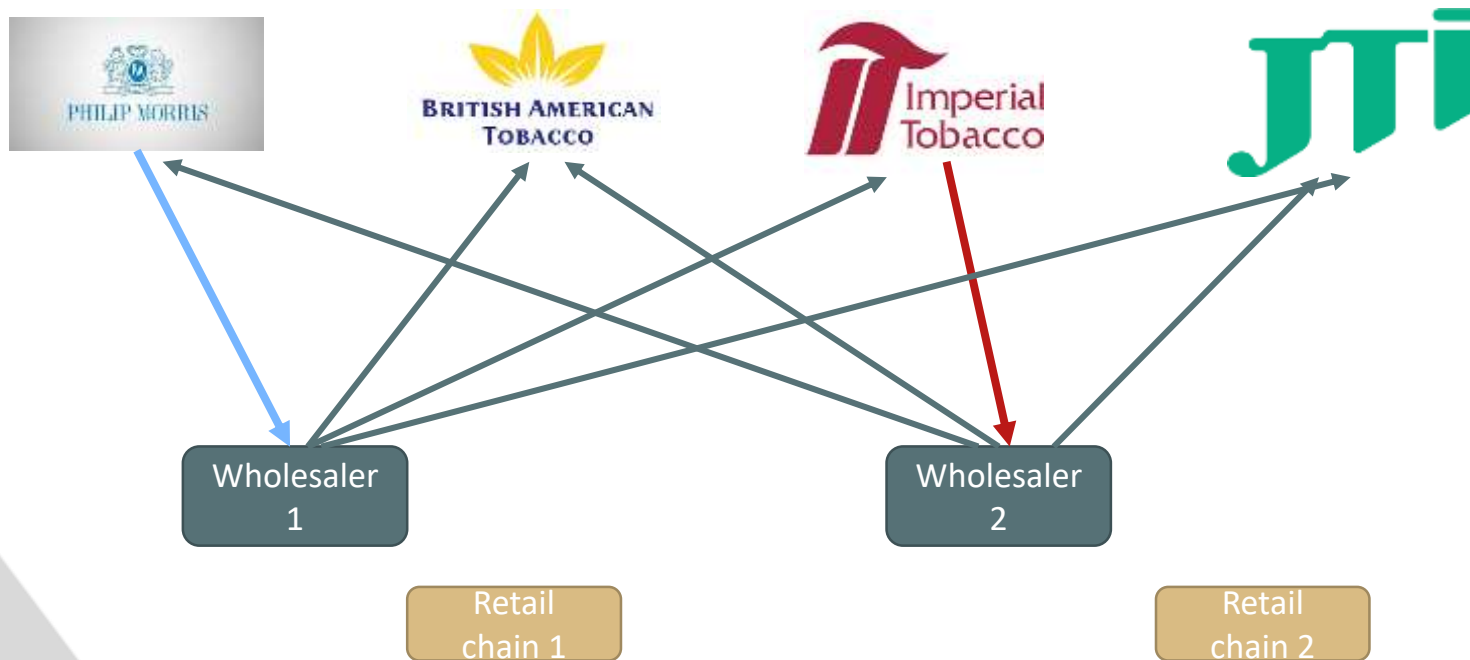 PHILIP MORRIS
BRITISH AMERICAN
TOBACCO
Imperial
Tobacco
JTi
Wholesaler
1
Wholesaler
2
Retail
chain 1
Retail
chain 2